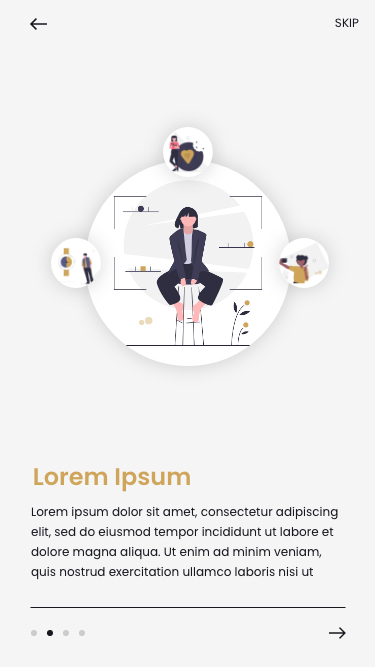 SKIP
Lorem Ipsum
Lorem ipsum dolor sit amet, consectetur adipiscing
elit, sed do eiusmod tempor incididunt ut labore et
dolore magna aliqua. Ut enim ad minim veniam,
quis nostrud exercitation ullamco laboris nisi ut